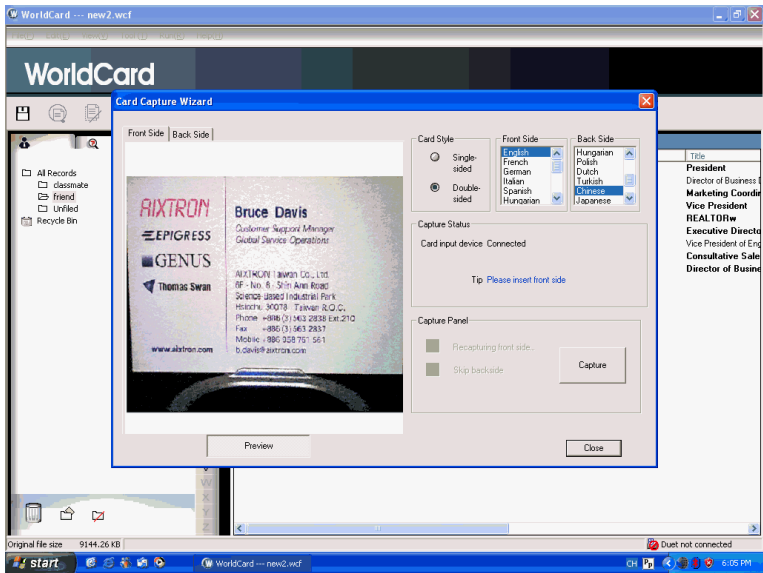 WorldCard --- new2.wcf
WorldCard
Card Capture Wizard
Front Side
Back Side
AIXTRON
EPIGRESS
GENUS
Thomas Swan
www.aixtron.com
Bruce Davis
Customer Support Manager
Global Service Operations
AIXTRON Taiwan Co., Ltd.
6F - No. 8 - Shin Ann Road
Science-Based Industrial Park
Hsinchu 30078 Taiwan R.O.C.
Phone +886 (3) 563 2838 Ext.210
Fax +886 (3) 563 2837
Mobile +886 958 761 561
b.davis@aixtron.com
Preview
Card Style
Single-
sided
Double-
sided
Front Side
English
French
German
Italian
Spanish
Hungarian
Back Side
Hungarian
Polish
Dutch
Turkish
Chinese
Japanese
Capture Status
Card input device Connected
Tip Please insert front side
Capture Panel
Recapturing front side..
Skip backside
Capture
Close
All Records
classmate
friend
Unfiled
Recycle Bin
Title
President
Director of Business
Marketing Coordi
Vice President
REALTORw
Executive Directo
Vice President of Eng
Consultative Sale
Director of Busine
W
X
Y
Z
Original file size 9144.26 KB
Duet not connected
start
WorldCard --- new2.wcf
CH
6:05 PM